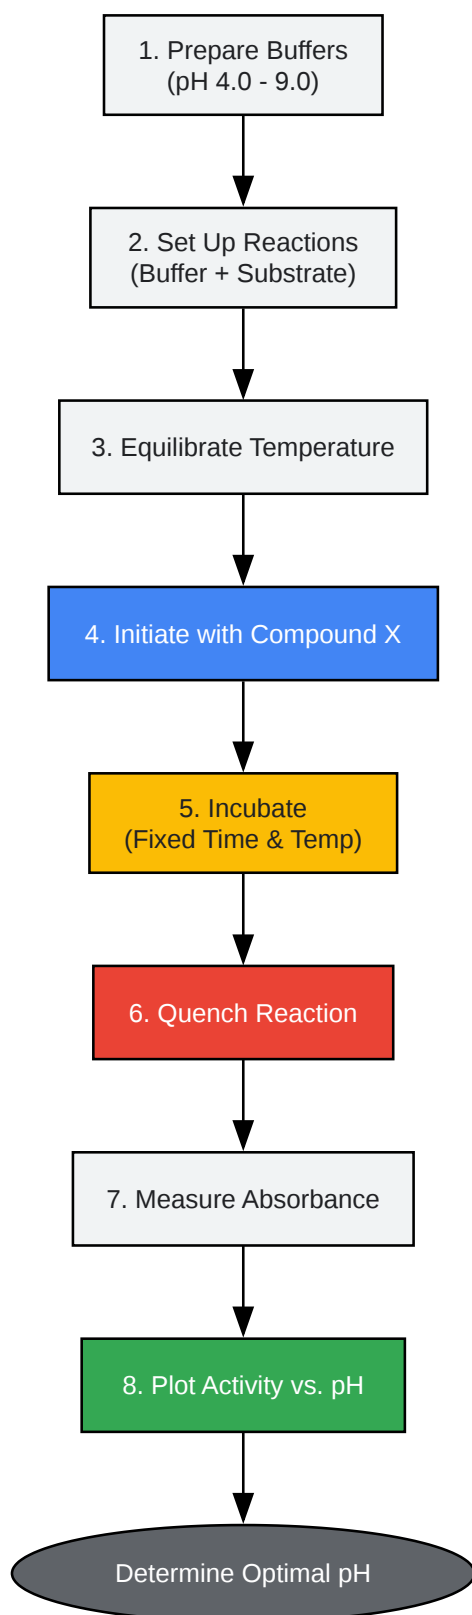 1. Prepare Buffers
(pH 4.0 - 9.0)
2. Set Up Reactions
(Buffer + Substrate)
3. Equilibrate Temperature
4. Initiate with Compound X
5. Incubate
(Fixed Time & Temp)
6. Quench Reaction
7. Measure Absorbance
8. Plot Activity vs. pH
Determine Optimal pH